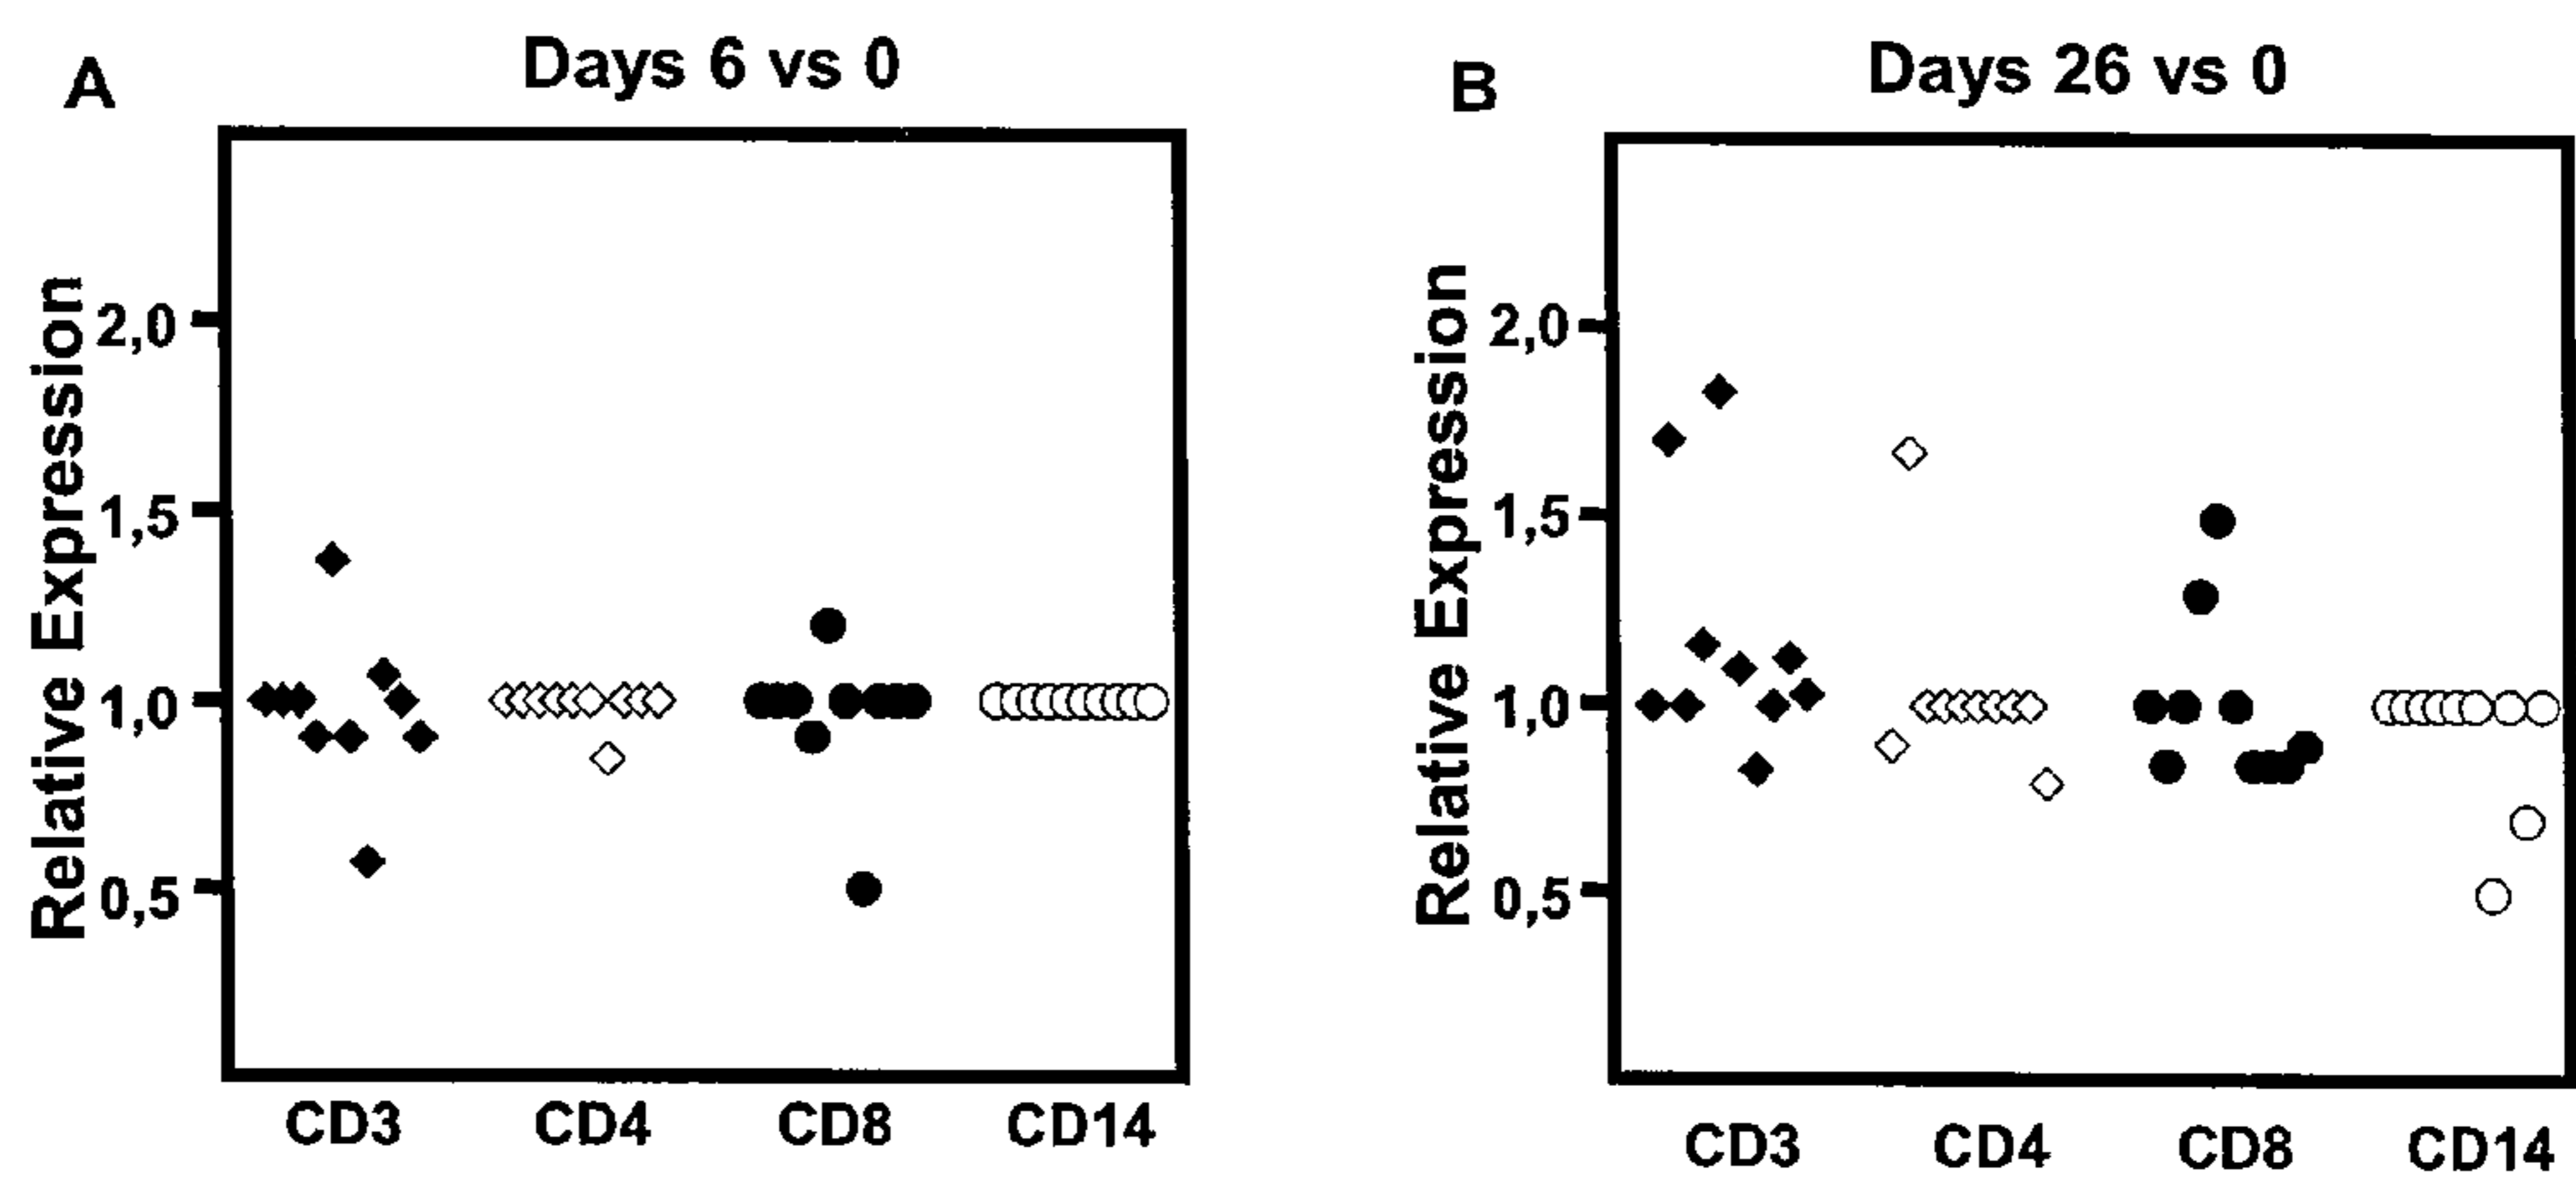 A
Days 6 vs 0
Relative Expression
2,0
1,5
1,0
0,5
CD3 CD4 CD8 CD14
B
Days 26 vs 0
Relative Expression
2,0
1,5
1,0
0,5
CD3 CD4 CD8 CD14